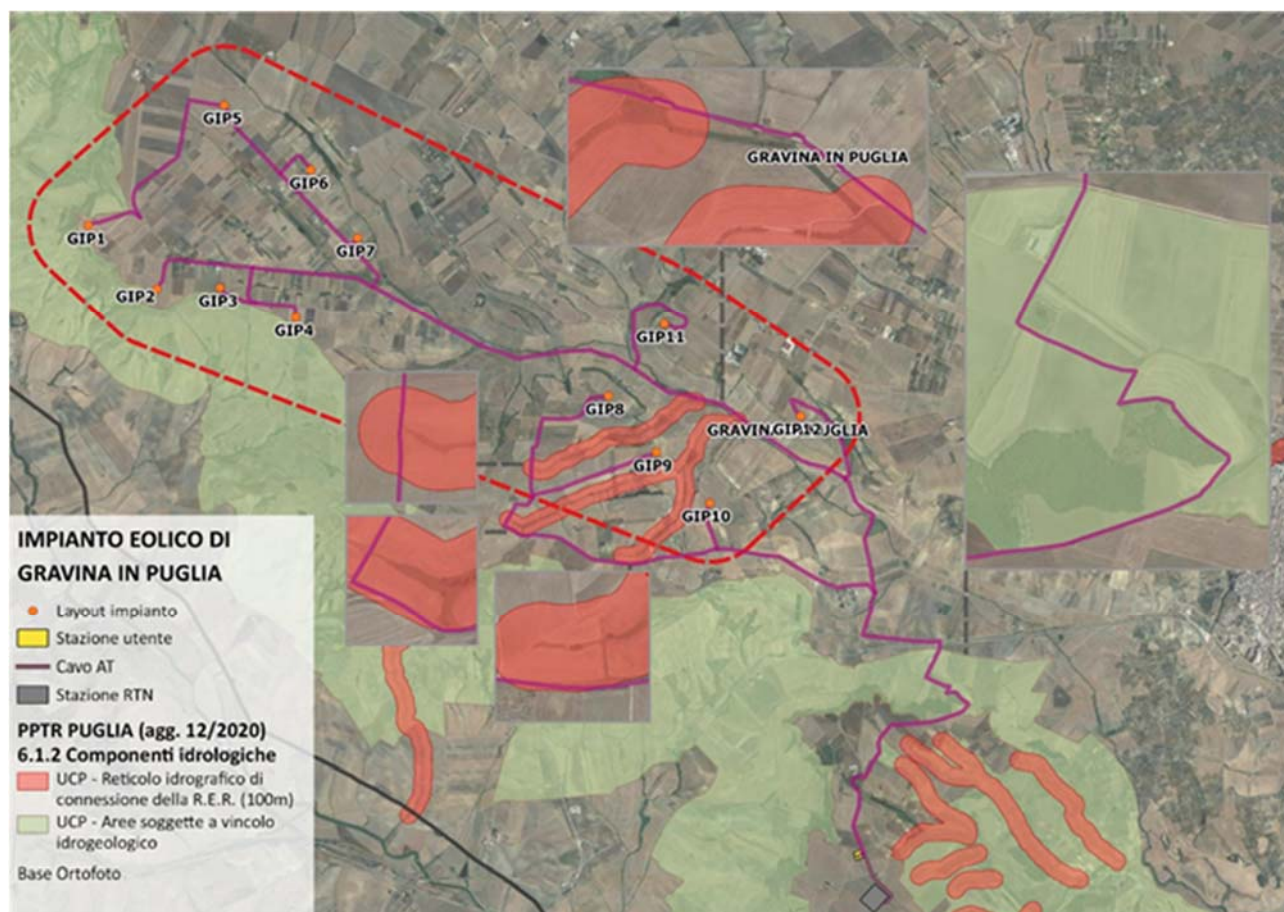 GRAVINA IN PUGLIA
GIP5
GIP6
GIP1
GIP7
GIP2
GIP3
GIP4
GIP11
GIP8
GIP12
GIP9
GIP10
IMPIANTO EOLICO DI
GRAVINA IN PUGLIA
Layout impianto
Stazione utente
Cavo AT
Stazione RTN
PPTR PUGLIA (agg. 12/2020)
6.1.2 Componenti idrologiche
UCP - Reticolo idrografico di
connessione della R.E.R. (100m)
UCP - Aree soggette a vincolo
idrogeologico
Base Ortofoto